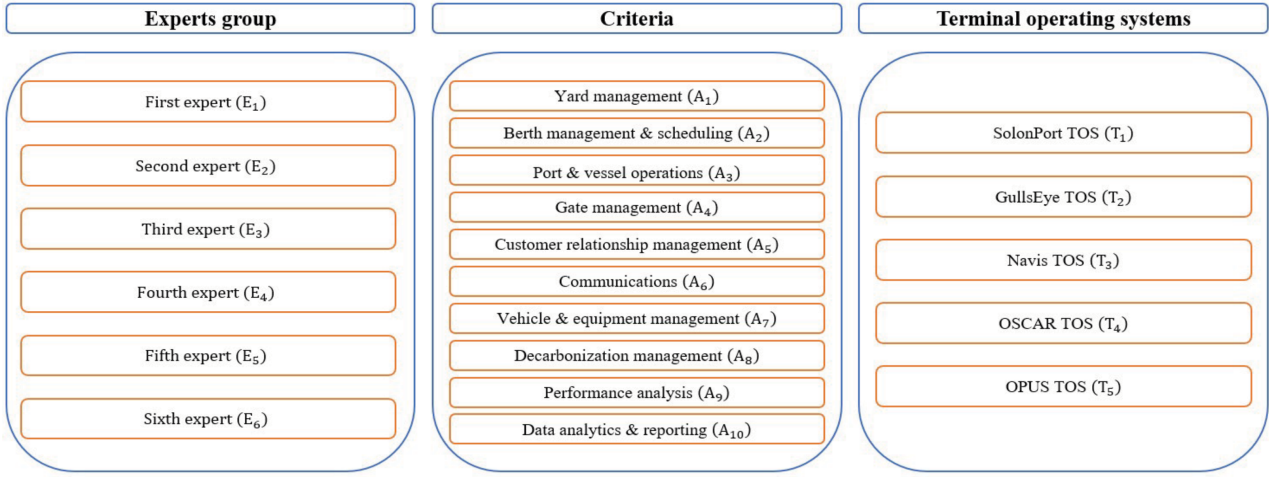 Experts group
First expert (E₁)
Second expert (E₂)
Third expert (E₃)
Fourth expert (E₄)
Fifth expert (E₅)
Sixth expert (E₆)
Criteria
Yard management (A₁)
Berth management & scheduling (A₂)
Port & vessel operations (A₃)
Gate management (A₄)
Customer relationship management (A₅)
Communications (A₆)
Vehicle & equipment management (A₇)
Decarbonization management (A₈)
Performance analysis (A₉)
Data analytics & reporting (A₁₀)
Terminal operating systems
SolonPort TOS (T₁)
GullsEye TOS (T₂)
Navis TOS (T₃)
OSCAR TOS (T₄)
OPUS TOS (T₅)